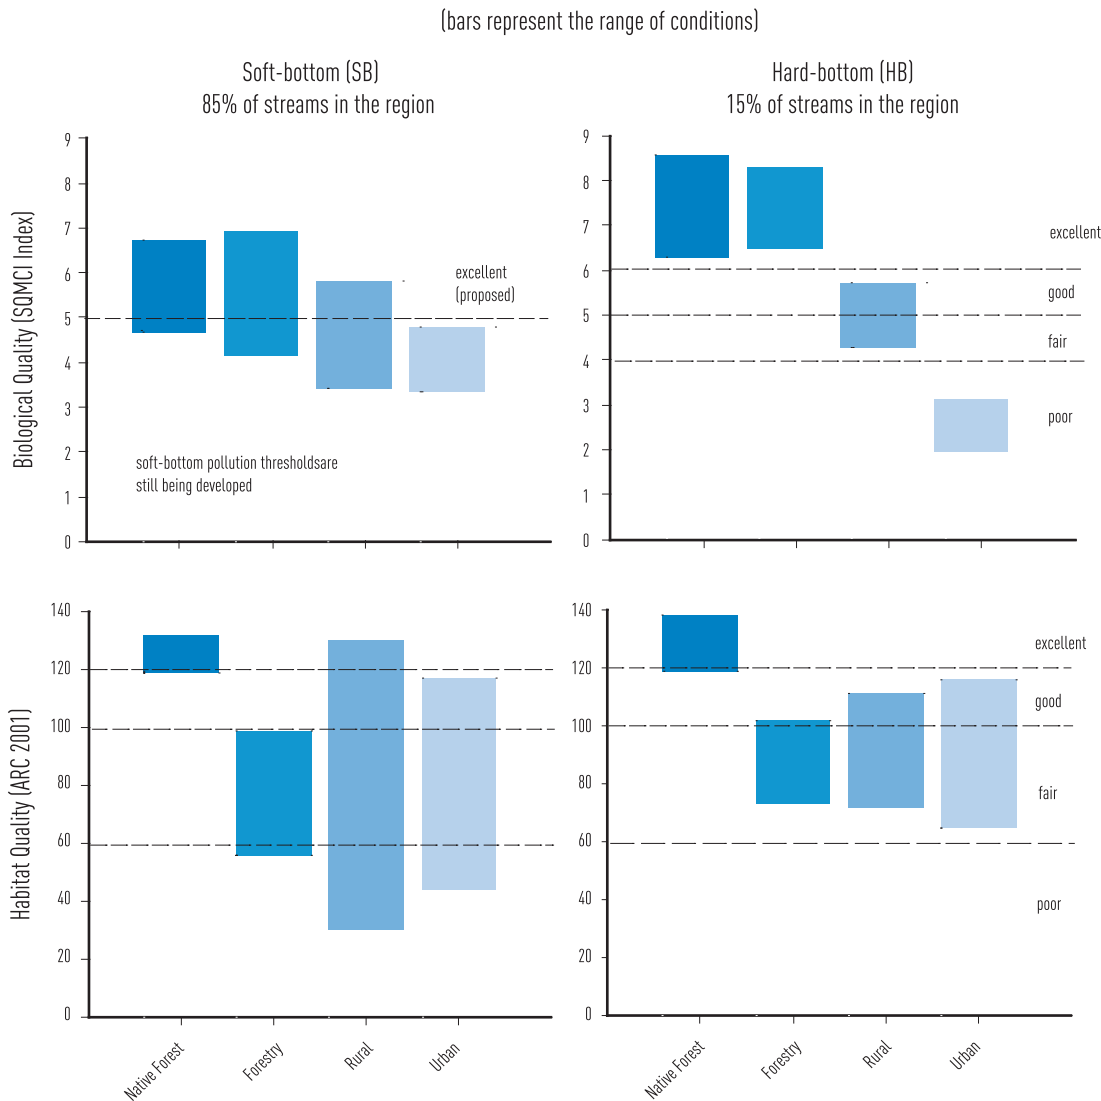 (bars represent the range of conditions)
Soft-bottom (SB)
85% of streams in the region
Hard-bottom (HB)
15% of streams in the region
Biological Quality (SQMCI Index)
9
8
7
6
5
4
3
2
1
0
excellent
(proposed)
soft-bottom pollution thresholdsare
still being developed
9
8
7
6
5
4
3
2
1
0
excellent
good
fair
poor
Habitat Quality (ARC 2001)
140
120
100
80
60
40
20
0
Native Forest
Forestry
Rural
Urban
140
120
100
80
60
40
20
0
excellent
good
fair
poor
Native Forest
Forestry
Rural
Urban